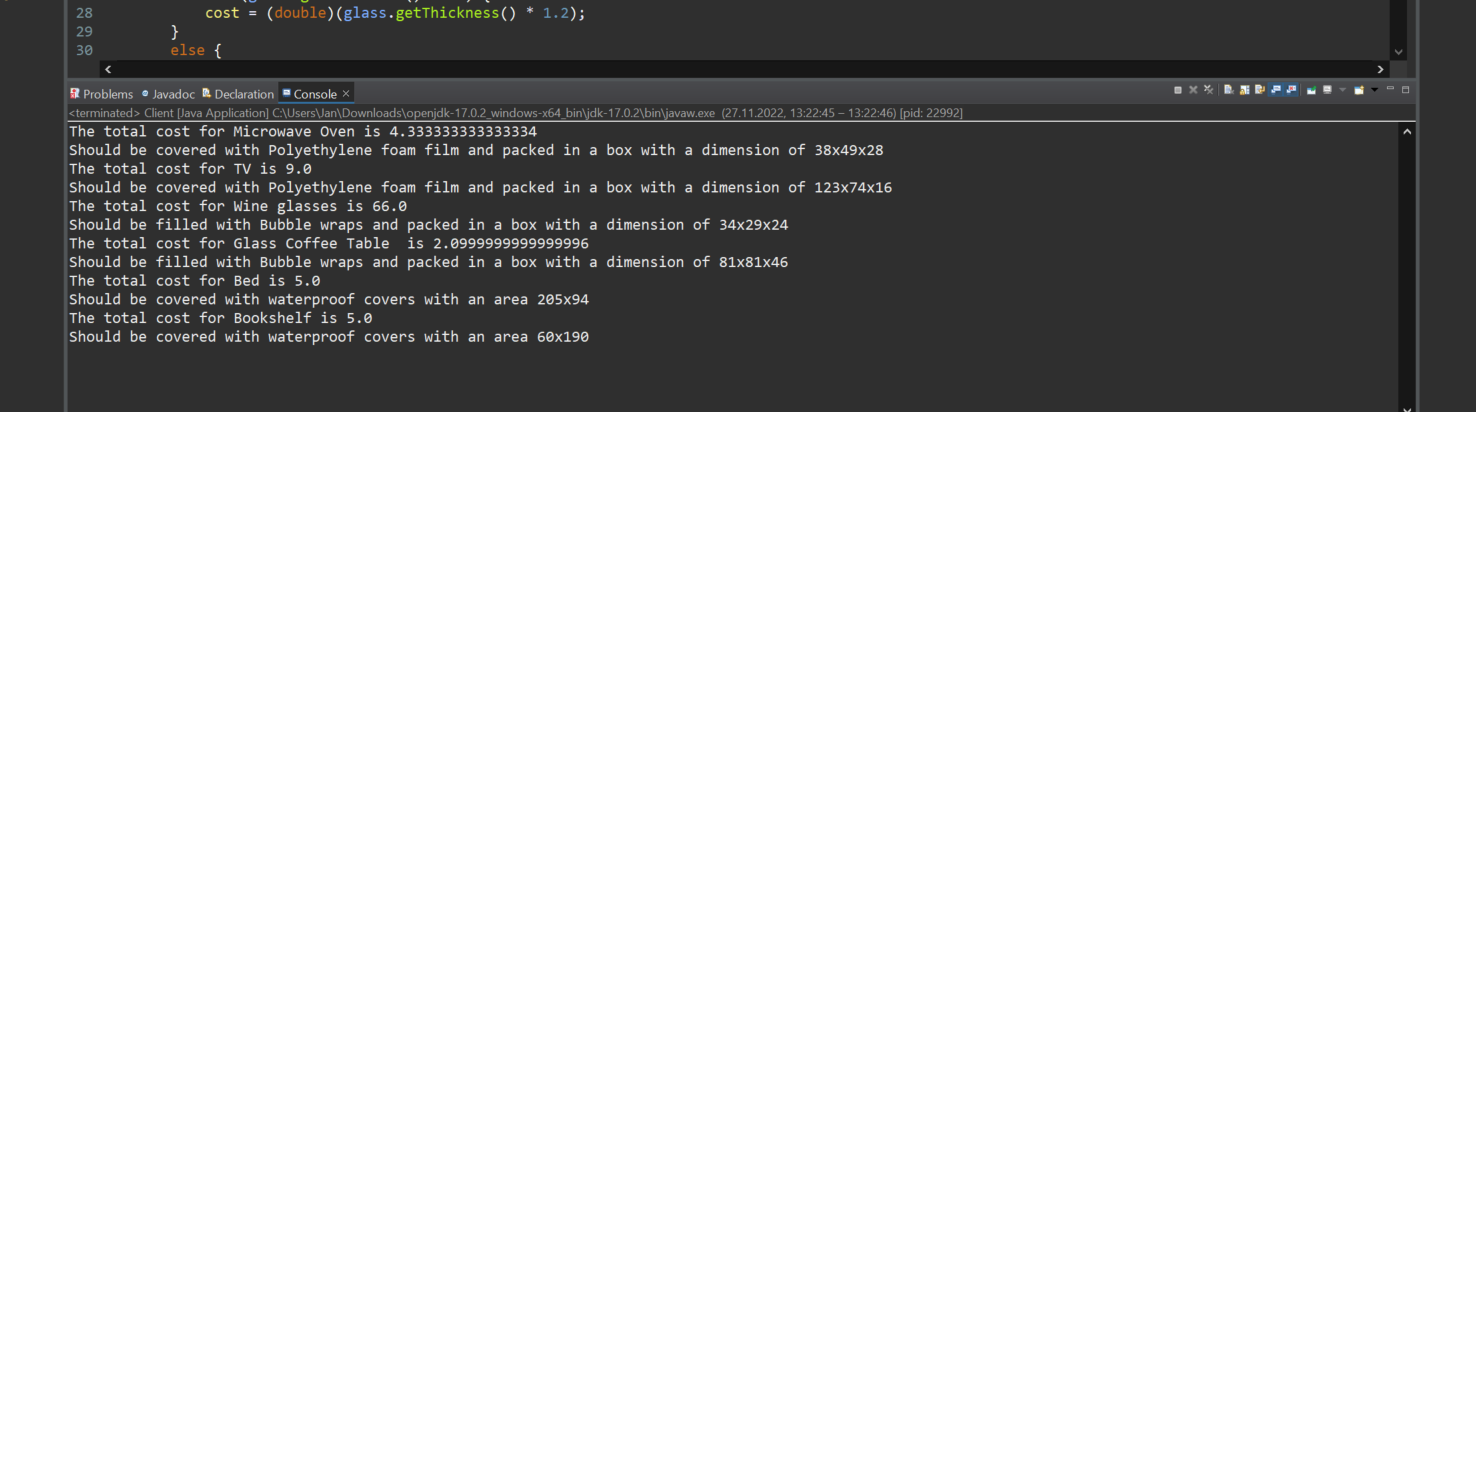 28 cost = (double)(glass.getThickness() * 1.2);
29 }
30 else {
Problems Javadoc Declaration Console
<terminated> Client [Java Application] C:\Users\Jan\Downloads\openjdk-17.0.2_windows-x64_bin\jdk-17.0.2\bin\javaw.exe (27.11.2022, 13:22:45 – 13:22:46) [pid: 22992]
The total cost for Microwave Oven is 4.333333333333334
Should be covered with Polyethylene foam film and packed in a box with a dimension of 38x49x28
The total cost for TV is 9.0
Should be covered with Polyethylene foam film and packed in a box with a dimension of 123x74x16
The total cost for Wine glasses is 66.0
Should be filled with Bubble wraps and packed in a box with a dimension of 34x29x24
The total cost for Glass Coffee Table  is 2.0999999999999996
Should be filled with Bubble wraps and packed in a box with a dimension of 81x81x46
The total cost for Bed is 5.0
Should be covered with waterproof covers with an area 205x94
The total cost for Bookshelf is 5.0
Should be covered with waterproof covers with an area 60x190